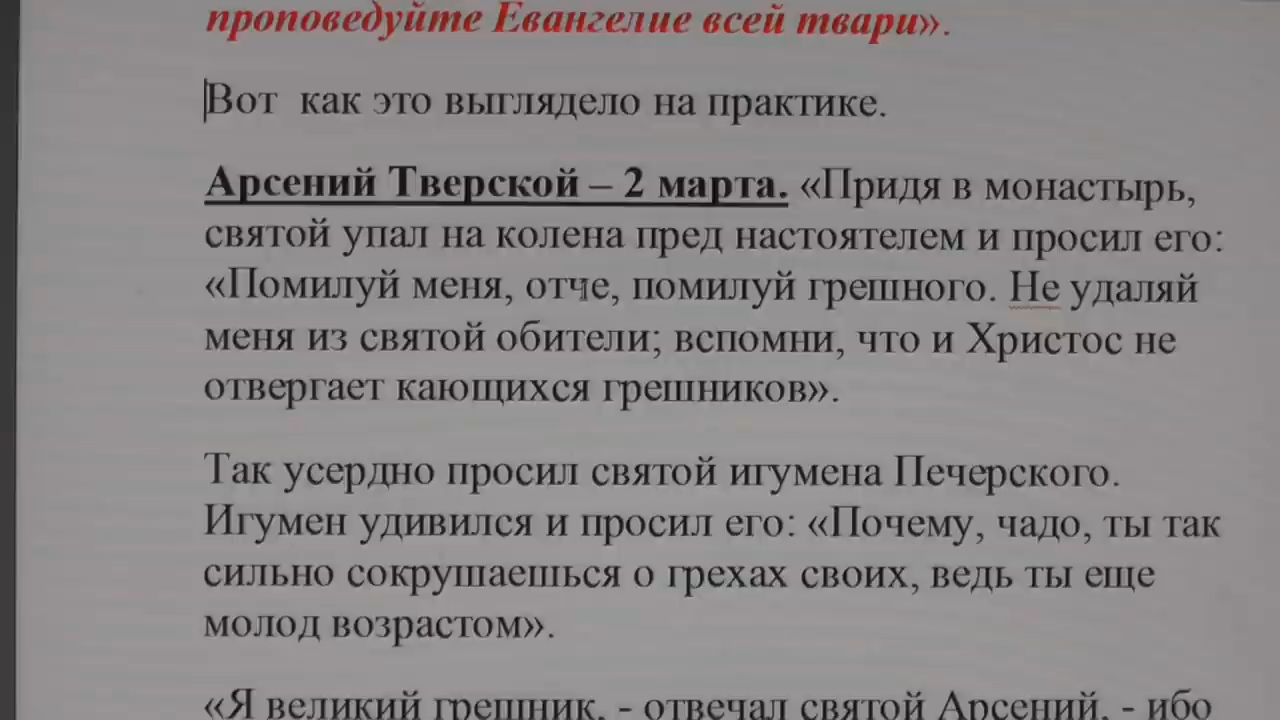 проповедуйте Евангелие всей твари».
Вот как это выглядело на практике.
Арсений Тверской – 2 марта. «Придя в монастырь,
святой упал на колена пред настоятелем и просил его:
«Помилуй меня, отче, помилуй грешного. Не удаляй
меня из святой обители; вспомни, что и Христос не
отвергает кающихся грешников».
Так усердно просил святой игумена Печерского.
Игумен удивился и просил его: «Почему, чадо, ты так
сильно сокрушаешься о грехах своих, ведь ты еще
молод возрастом».
«Я великий грешник, - отвечал святой Арсений, - ибо